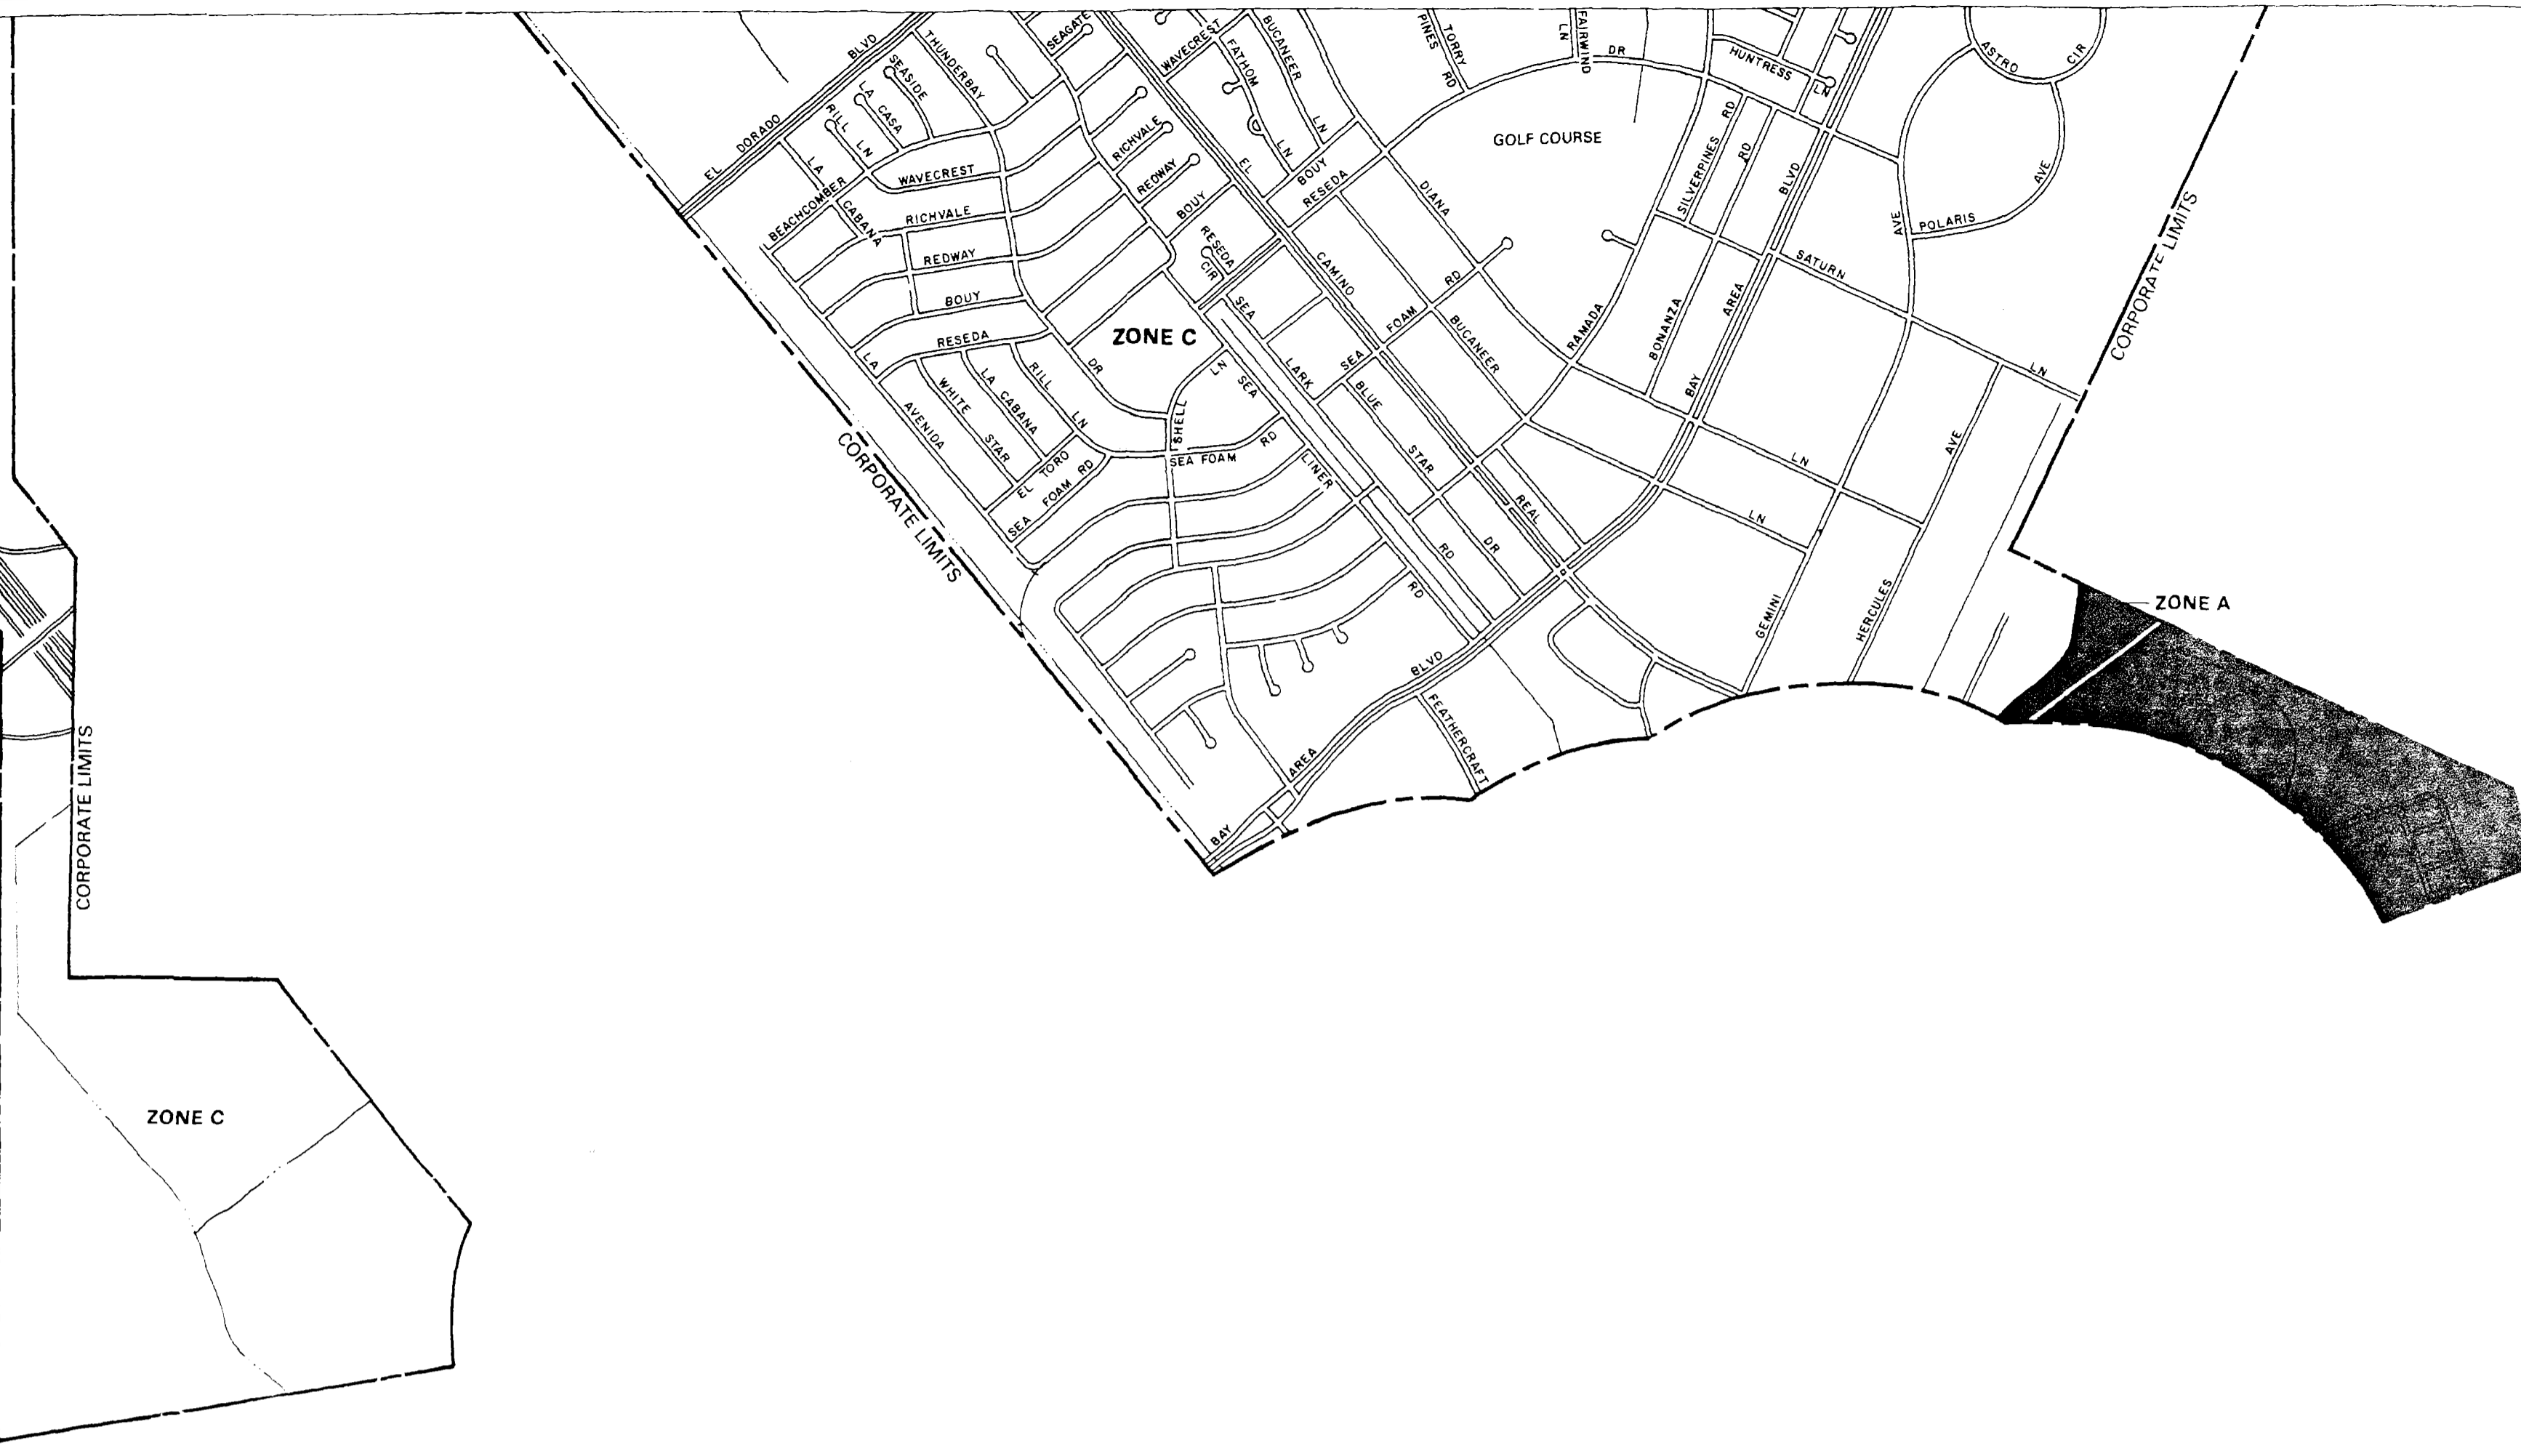 EL DORADO BLVD
THUNDERBAY
SEAGATE
SEASIDE
LA CASA
RILL LN
LA CABANA
BEACHCOMBER
WAVECREST
RICHVALE
REDWAY
BOUY
RESEDA
WAVECREST
FATHOM LN
BUCANEER LN
RICHVALE
REDWAY
BOUY
RESEDA CIR
EL CAMINO REAL
BOUY
RESEDA
TORRY PINES RD
FAIRWIND LN
DR
HUNTRESS LN
ASTRO CIR
GOLF COURSE
DIANA
SILVERPINES RD
RD
BONANZA
RAMADA
BAY AREA BLVD
AVE
POLARIS AVE
SATURN LN
CORPORATE LIMITS
ZONE C
DR
SEA LARK RD
SEA FOAM RD
BUCANEER
BLUE STAR DR
LA AVENIDA
WHITE STAR
LA CABANA
RILL LN
EL TORO
SEA FOAM RD
SHELL LN
SEA FOAM RD
SEA LINER RD
CORPORATE LIMITS
LN
LN
AVE
GEMINI
HERCULES
ZONE A
BAY AREA BLVD
FEATHERCRAFT
CORPORATE LIMITS
ZONE C